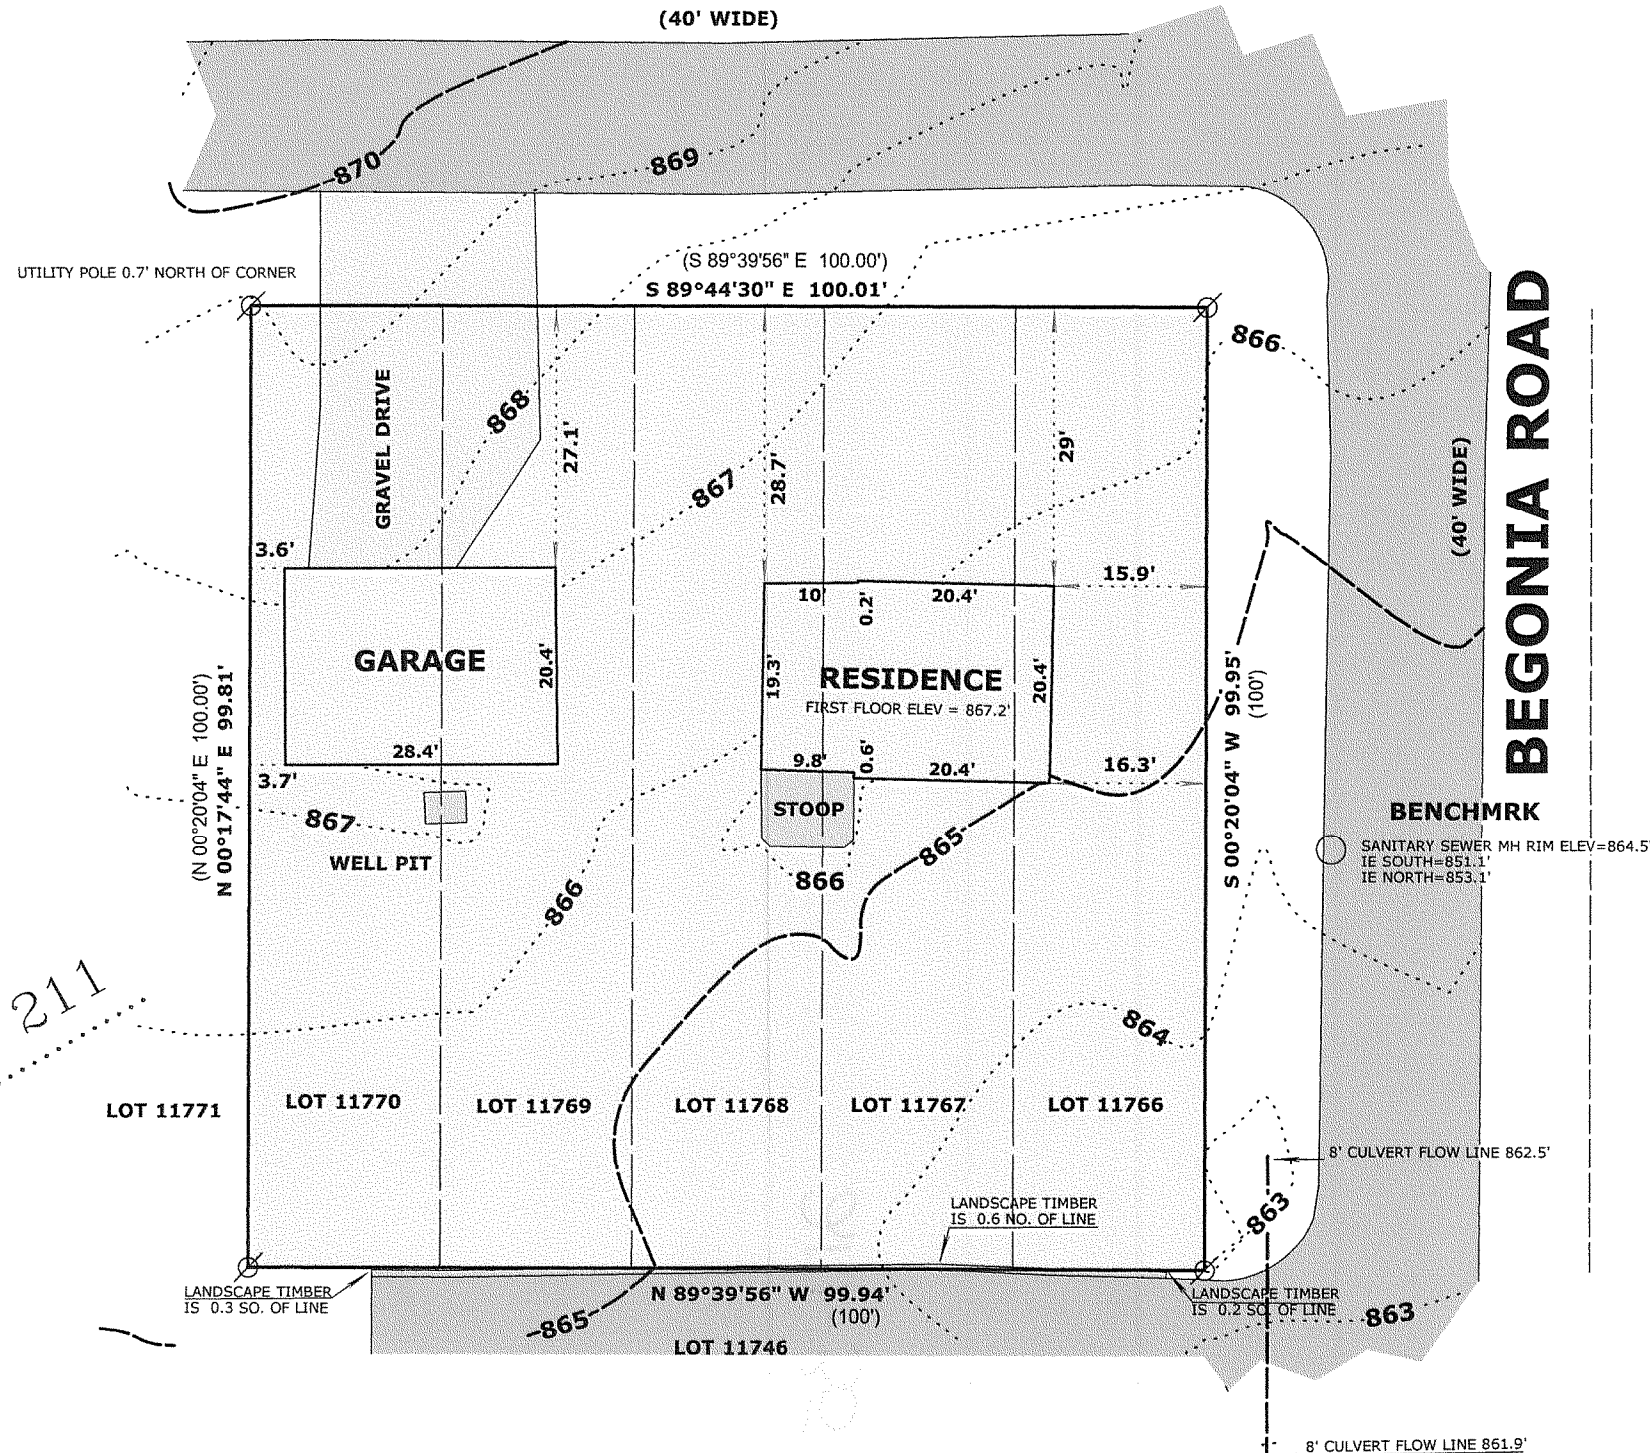 (40' WIDE)
870
869
UTILITY POLE 0.7' NORTH OF CORNER
(S 89°39'56" E 100.00')
S 89°44'30" E 100.01'
866
GRAVEL DRIVE
868
27.1'
867
28.7'
29'
(40' WIDE)
BEGONIA ROAD
3.6'
15.9'
10'
0.2'
20.4'
GARAGE
20.4'
19.3'
RESIDENCE
FIRST FLOOR ELEV = 867.2'
20.4'
28.4'
9.8'
0.6'
20.4'
16.3'
3.7'
(N 00°20'04" E 100.00')
N 00°17'44" E 99.81'
S 00°20'04" W 99.95'
(100')
STOOP
867
WELL PIT
866
866
865
BENCHMRK
SANITARY SEWER MH RIM ELEV=864.5'
IE SOUTH=851.1'
IE NORTH=853.1'
211
864
LOT 11771
LOT 11770
LOT 11769
LOT 11768
LOT 11767
LOT 11766
8' CULVERT FLOW LINE 862.5'
LANDSCAPE TIMBER
IS 0.6 NO. OF LINE
863
LANDSCAPE TIMBER
IS 0.3 SO. OF LINE
N 89°39'56" W 99.94'
(100')
LANDSCAPE TIMBER
IS 0.2 SO. OF LINE
865
863
LOT 11746
8' CULVERT FLOW LINE 861.9'